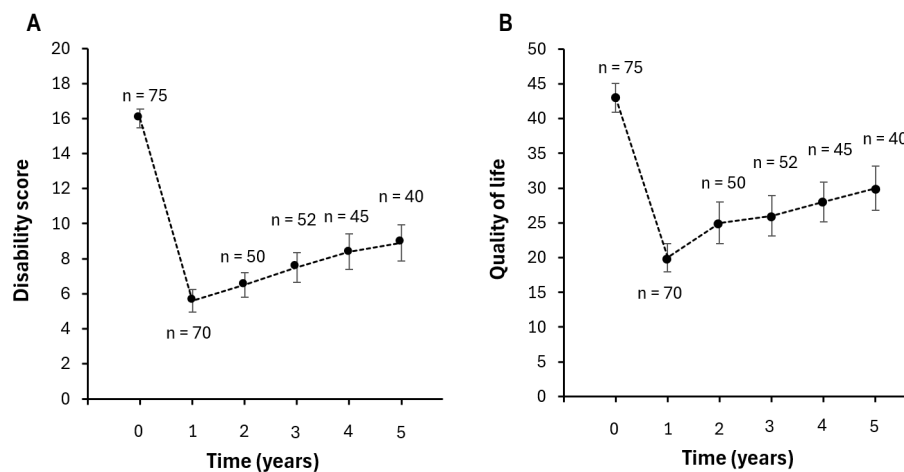 A
Disability score
20
18
16
14
12
10
8
6
4
2
0
n = 75
n = 70
n = 50
n = 52
n = 45
n = 40
0 1 2 3 4 5
Time (years)
B
Quality of life
50
45
40
35
30
25
20
15
10
5
0
n = 75
n = 70
n = 50
n = 52
n = 45
n = 40
0 1 2 3 4 5
Time (years)